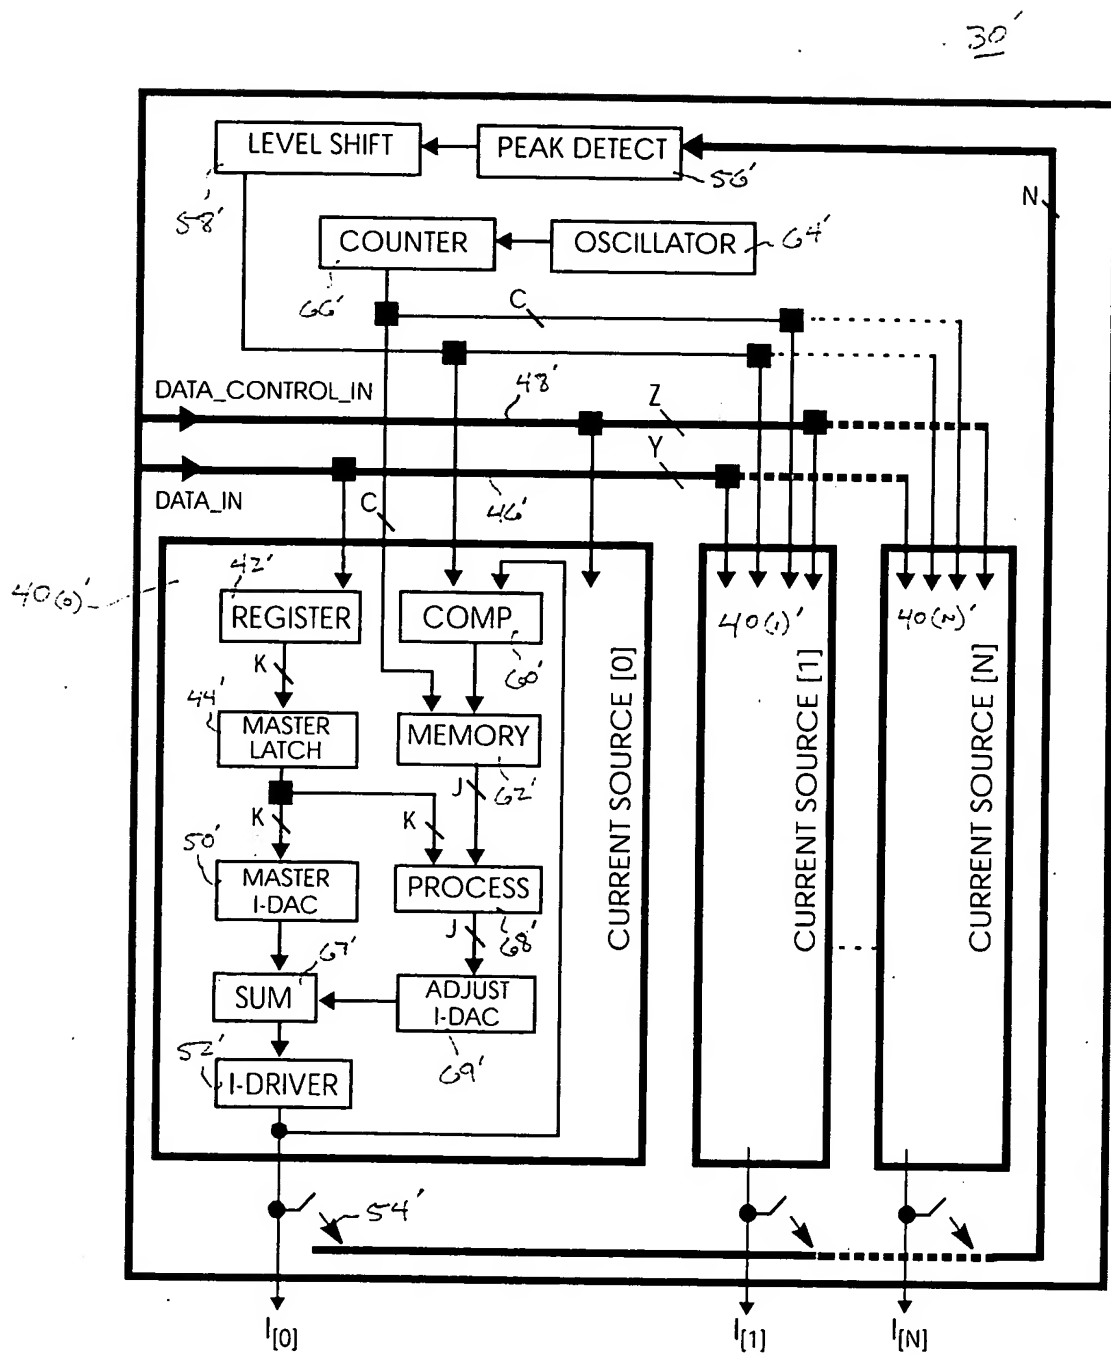 30'
LEVEL SHIFT
PEAK DETECT
56'
58'
N
COUNTER
OSCILLATOR
64'
66'
C
DATA_CONTROL_IN
48'
Z
Y
DATA_IN
46'
C
40(0)'
42'
REGISTER
COMP.
60'
K
44'
MASTER
LATCH
MEMORY
62'
J
K
K
50'
MASTER
I-DAC
PROCESS
68'
J
67'
SUM
ADJUST
I-DAC
69'
52'
I-DRIVER
CURRENT SOURCE [0]
40(1)'
CURRENT SOURCE [1]
40(N)'
CURRENT SOURCE [N]
54'
I[0]
I[1]
I[N]